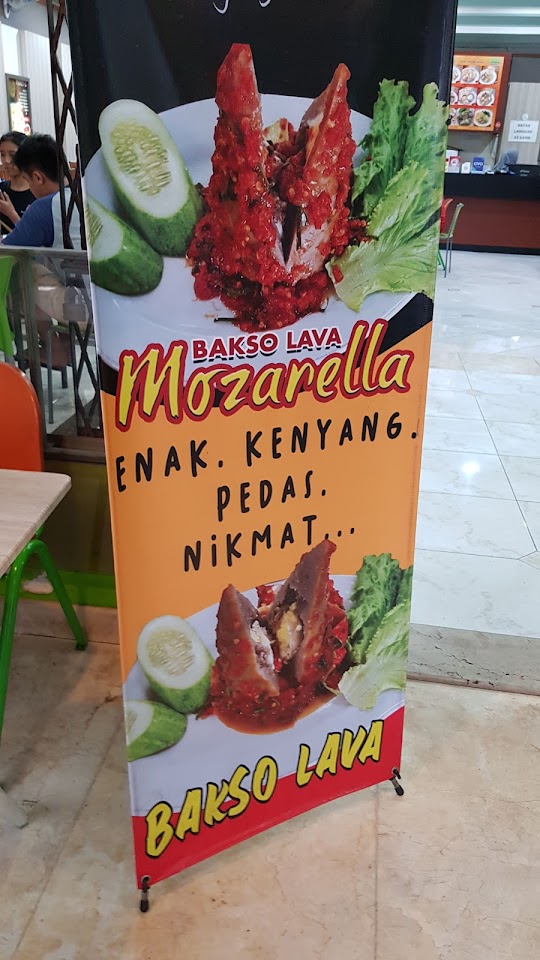 BAKSO LAVA
Mozarella
ENAK. KENYANG.
PEDAS.
NiKMAT...
BAKSO LAVA